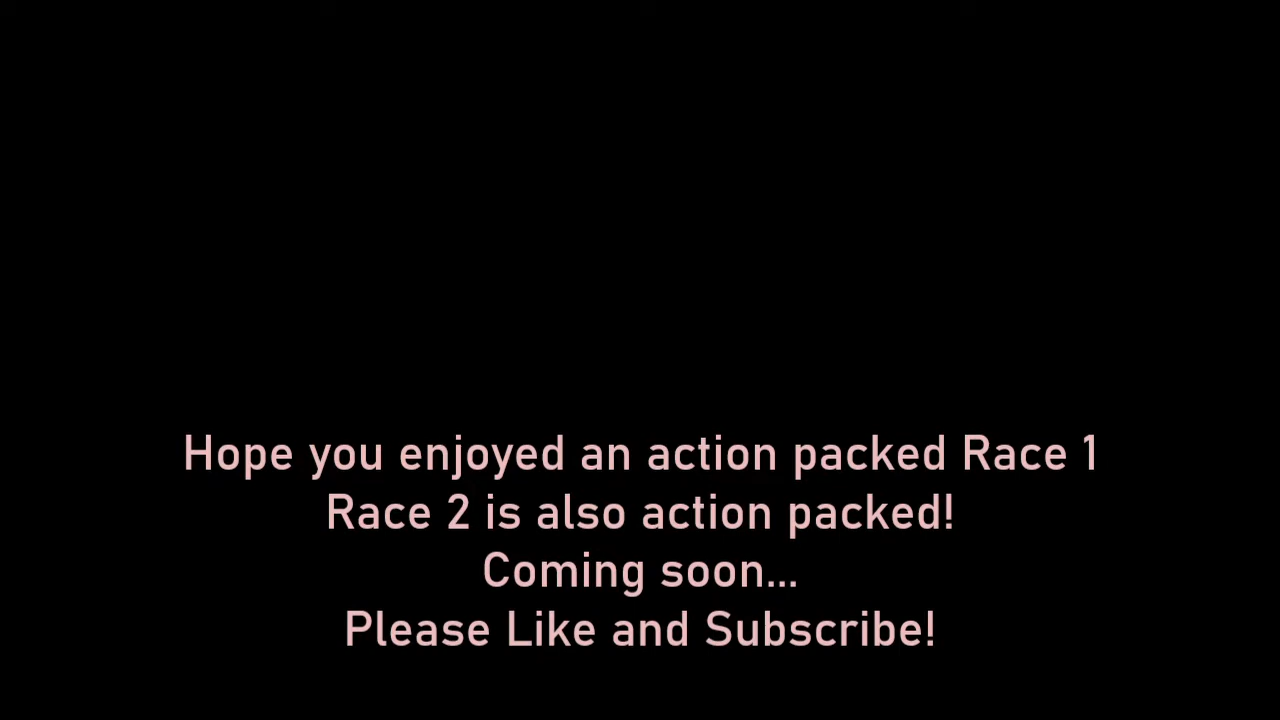 Hope you enjoyed an action packed Race 1
Race 2 is also action packed!
Coming soon...
Please Like and Subscribe!